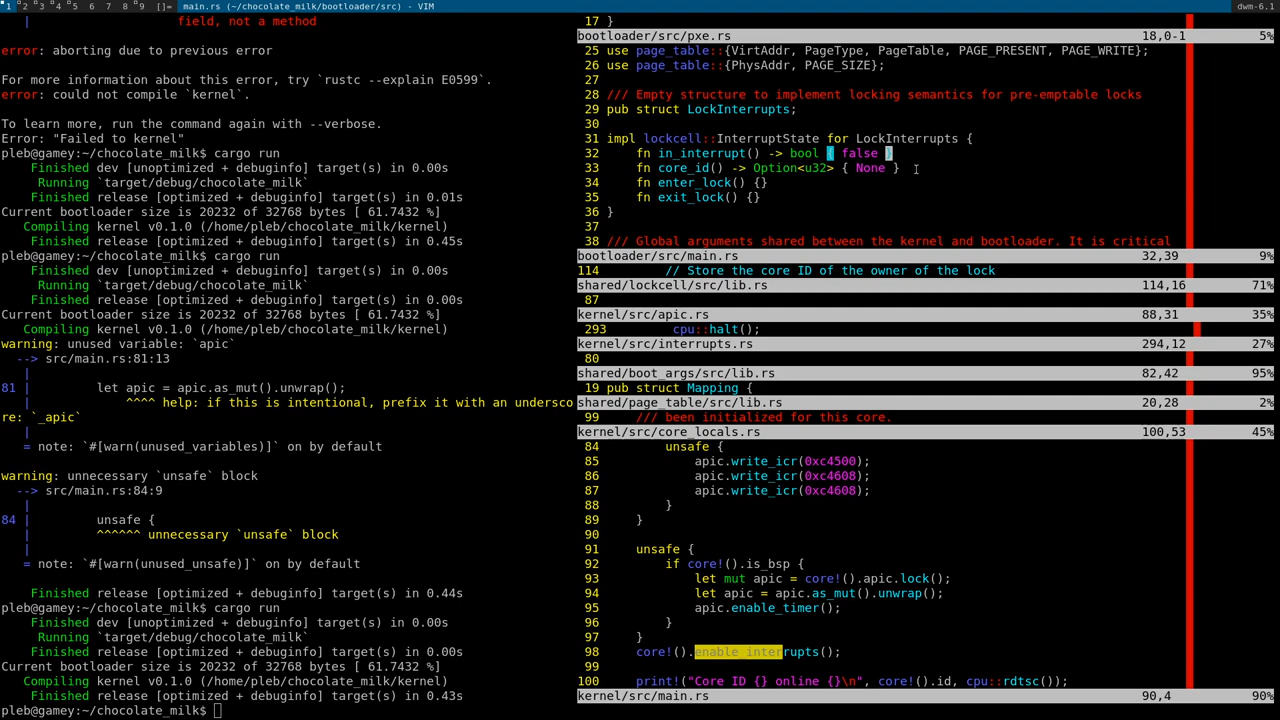 1 2 3 4 5 6 7 8 9 []= main.rs (~/chocolate_milk/bootloader/src) - VIM dwm-6.1
| field, not a method
error: aborting due to previous error
For more information about this error, try `rustc --explain E0599`.
error: could not compile `kernel`.
To learn more, run the command again with --verbose.
Error: "Failed to kernel"
pleb@gamey:~/chocolate_milk$ cargo run
Finished dev [unoptimized + debuginfo] target(s) in 0.00s
Running `target/debug/chocolate_milk`
Finished release [optimized + debuginfo] target(s) in 0.01s
Current bootloader size is 20232 of 32768 bytes [ 61.7432 %]
Compiling kernel v0.1.0 (/home/pleb/chocolate_milk/kernel)
Finished release [optimized + debuginfo] target(s) in 0.45s
pleb@gamey:~/chocolate_milk$ cargo run
Finished dev [unoptimized + debuginfo] target(s) in 0.00s
Running `target/debug/chocolate_milk`
Finished release [optimized + debuginfo] target(s) in 0.00s
Current bootloader size is 20232 of 32768 bytes [ 61.7432 %]
Compiling kernel v0.1.0 (/home/pleb/chocolate_milk/kernel)
warning: unused variable: `apic`
--> src/main.rs:81:13
|
81 | let apic = apic.as_mut().unwrap();
| ^^^^ help: if this is intentional, prefix it with an undersco
re: `_apic`
|
= note: `#[warn(unused_variables)]` on by default
warning: unnecessary `unsafe` block
--> src/main.rs:84:9
|
84 | unsafe {
| ^^^^^^ unnecessary `unsafe` block
|
= note: `#[warn(unused_unsafe)]` on by default
Finished release [optimized + debuginfo] target(s) in 0.44s
pleb@gamey:~/chocolate_milk$ cargo run
Finished dev [unoptimized + debuginfo] target(s) in 0.00s
Running `target/debug/chocolate_milk`
Finished release [optimized + debuginfo] target(s) in 0.00s
Current bootloader size is 20232 of 32768 bytes [ 61.7432 %]
Compiling kernel v0.1.0 (/home/pleb/chocolate_milk/kernel)
Finished release [optimized + debuginfo] target(s) in 0.43s
pleb@gamey:~/chocolate_milk$
17 }
bootloader/src/pxe.rs 18,0-1 5%
25 use page_table::{VirtAddr, PageType, PageTable, PAGE_PRESENT, PAGE_WRITE};
26 use page_table::{PhysAddr, PAGE_SIZE};
27
28 /// Empty structure to implement locking semantics for pre-emptable locks
29 pub struct LockInterrupts;
30
31 impl lockcell::InterruptState for LockInterrupts {
32 fn in_interrupt() -> bool { false }
33 fn core_id() -> Option<u32> { None }
34 fn enter_lock() {}
35 fn exit_lock() {}
36 }
37
38 /// Global arguments shared between the kernel and bootloader. It is critical
bootloader/src/main.rs 32,39 9%
114 // Store the core ID of the owner of the lock
shared/lockcell/src/lib.rs 114,16 71%
87
kernel/src/apic.rs 88,31 35%
293 cpu::halt();
kernel/src/interrupts.rs 294,12 27%
80
shared/boot_args/src/lib.rs 82,42 95%
19 pub struct Mapping {
shared/page_table/src/lib.rs 20,28 2%
99 /// been initialized for this core.
kernel/src/core_locals.rs 100,53 45%
84 unsafe {
85 apic.write_icr(0xc4500);
86 apic.write_icr(0xc4608);
87 apic.write_icr(0xc4608);
88 }
89 }
90
91 unsafe {
92 if core!().is_bsp {
93 let mut apic = core!().apic.lock();
94 let apic = apic.as_mut().unwrap();
95 apic.enable_timer();
96 }
97 }
98 core!().enable_interrupts();
99
100 print!("Core ID {} online {}\n", core!().id, cpu::rdtsc());
kernel/src/main.rs 90,4 90%